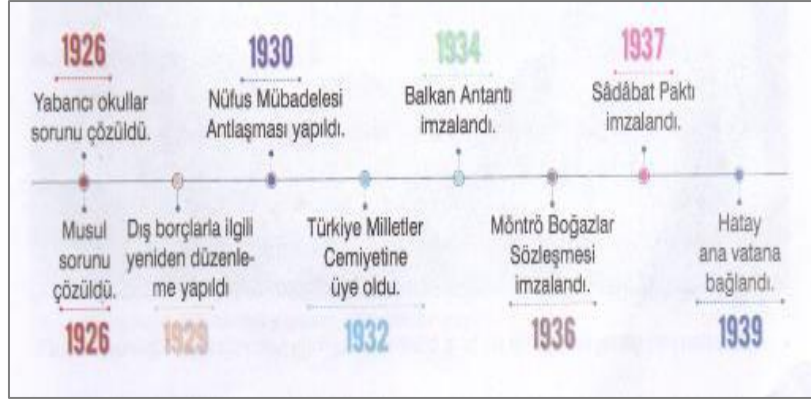 1926
Yabancı okullar
sorunu çözüldü.
1930
Nüfus Mübadelesi
Antlaşması yapıldı.
1934
Balkan Antantı
imzalandı.
1937
Sâdâbat Paktı
imzalandı.
Musul
sorunu
çözüldü.
1926
Dış borçlarla ilgili
yeniden düzenle-
me yapıldı
1929
Türkiye Milletler
Cemiyetine
üye oldu.
1932
Möntrö Boğazlar
Sözleşmesi
imzalandı.
1936
Hatay
ana vatana
bağlandı.
1939